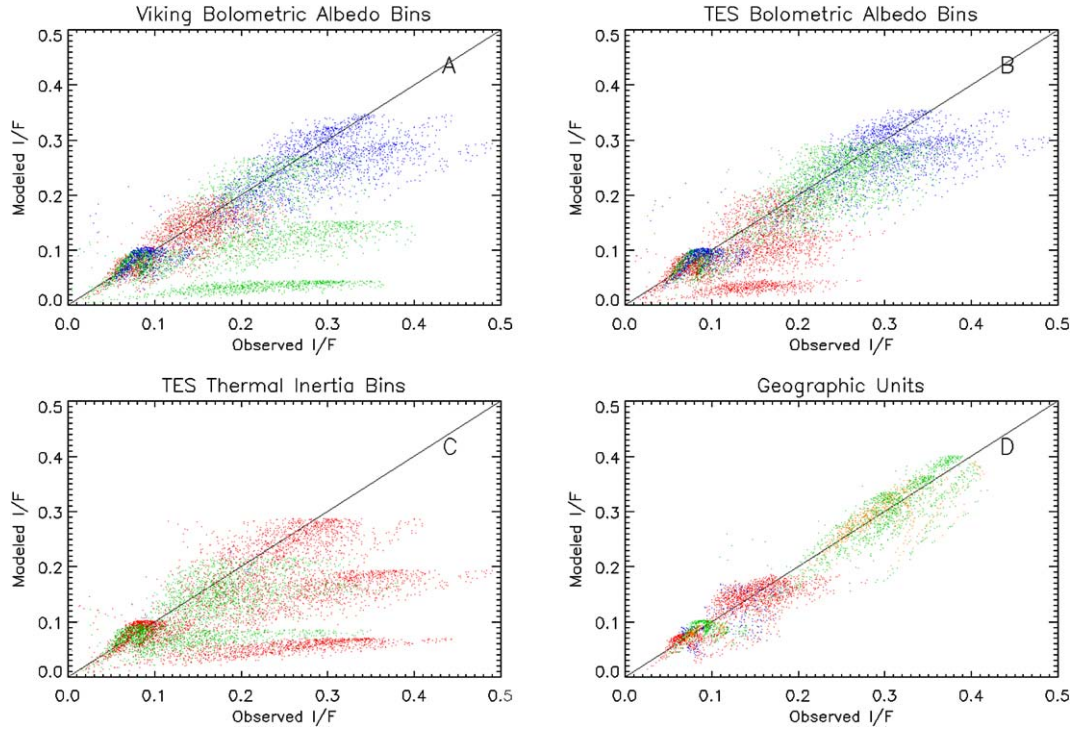 Viking Bolometric Albedo Bins
0.5
0.4
0.3
0.2
0.1
0.0
Modeled I/F
A
0.0 0.1 0.2 0.3 0.4 0.5
Observed I/F
TES Bolometric Albedo Bins
0.5
0.4
0.3
0.2
0.1
0.0
Modeled I/F
B
0.0 0.1 0.2 0.3 0.4 0.5
Observed I/F
TES Thermal Inertia Bins
0.5
0.4
0.3
0.2
0.1
0.0
Modeled I/F
C
0.0 0.1 0.2 0.3 0.4 0.5
Observed I/F
Geographic Units
0.5
0.4
0.3
0.2
0.1
0.0
Modeled I/F
D
0.0 0.1 0.2 0.3 0.4 0.5
Observed I/F